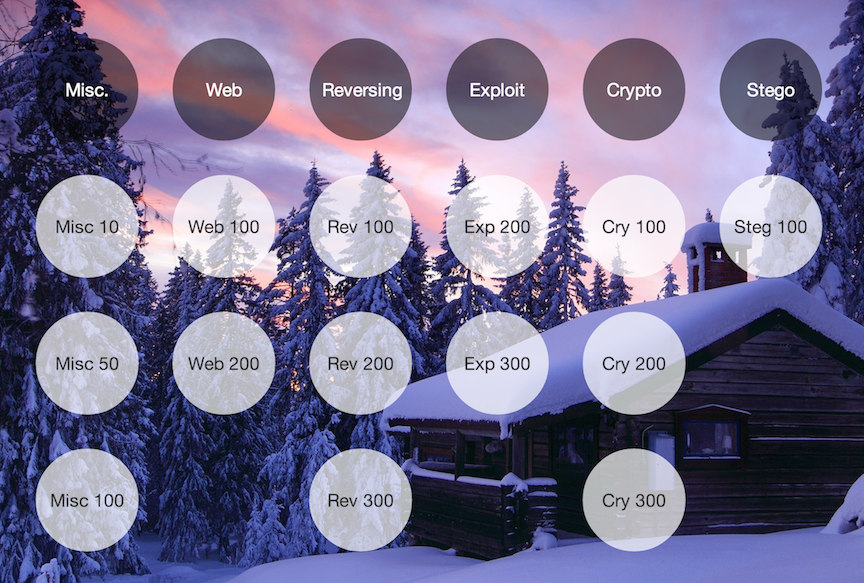 Misc.
Web
Reversing
Exploit
Crypto
Stego
Misc 10
Web 100
Rev 100
Exp 200
Cry 100
Steg 100
Misc 50
Web 200
Rev 200
Exp 300
Cry 200
Misc 100
Rev 300
Cry 300